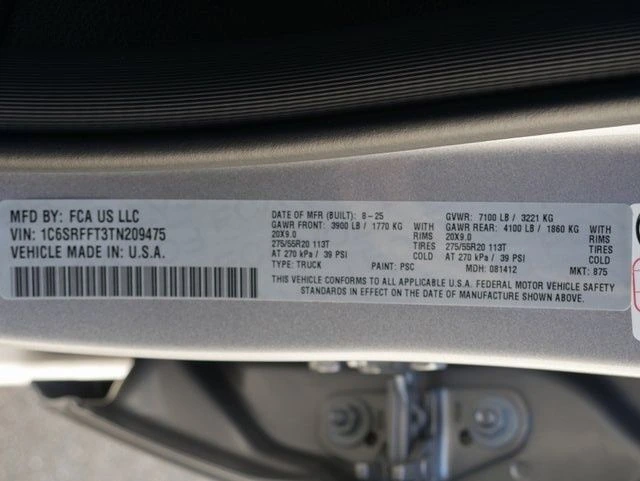 MFD BY: FCA US LLC
VIN: 1C6SRFFT3TN209475
VEHICLE MADE IN U.S.A.
DATE OF MFR (BUILT): 8-25
GAWR FRONT: 3900 LB / 1770 KG
20X9.0 RIMS
275/55R20 113T TIRES
AT 270 kPa / 39 PSI COLD
TYPE: TRUCK PAINT: PSC
GVWR: 7100 LB / 3221 KG
GAWR REAR: 4100 LB / 1860 KG
20X9.0 RIMS
275/55R20 113T TIRES
AT 270 kPa / 39 PSI COLD
MDH: 081412 MKT: 875
THIS VEHICLE CONFORMS TO ALL APPLICABLE U.S.A. FEDERAL MOTOR VEHICLE SAFETY
STANDARDS IN EFFECT ON THE DATE OF MANUFACTURE SHOWN ABOVE.